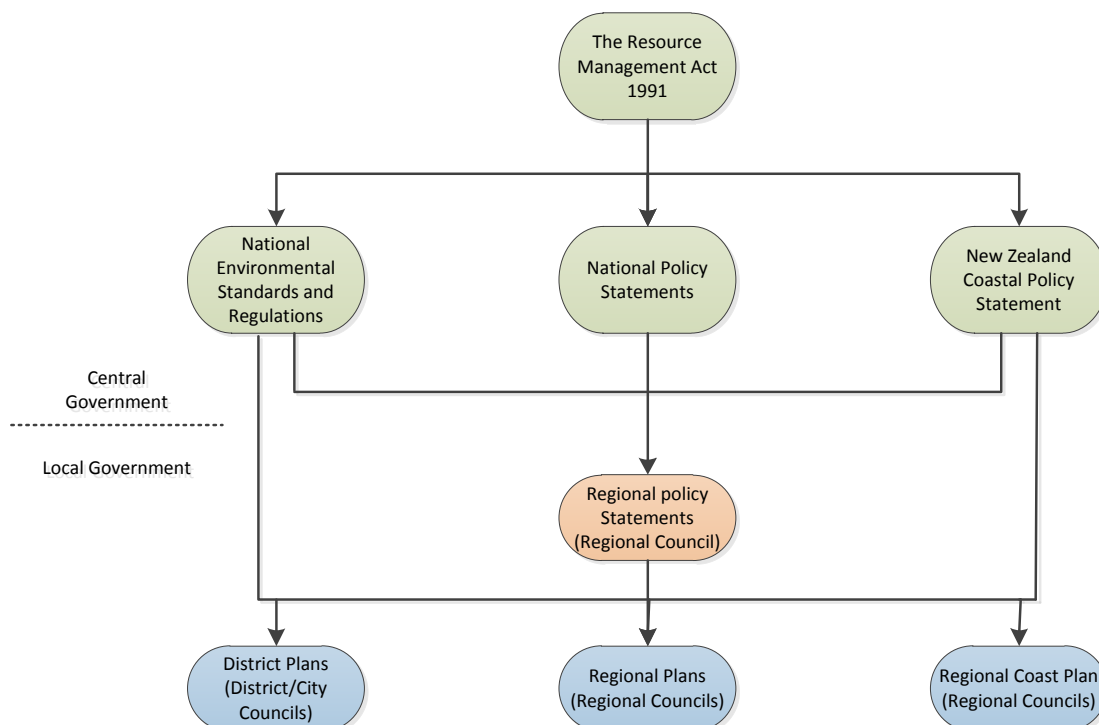 The Resource
Management Act
1991
National
Environmental
Standards and
Regulations
National Policy
Statements
New Zealand
Coastal Policy
Statement
Central
Government
Local Government
Regional policy
Statements
(Regional Council)
District Plans
(District/City
Councils)
Regional Plans
(Regional Councils)
Regional Coast Plan
(Regional Councils)